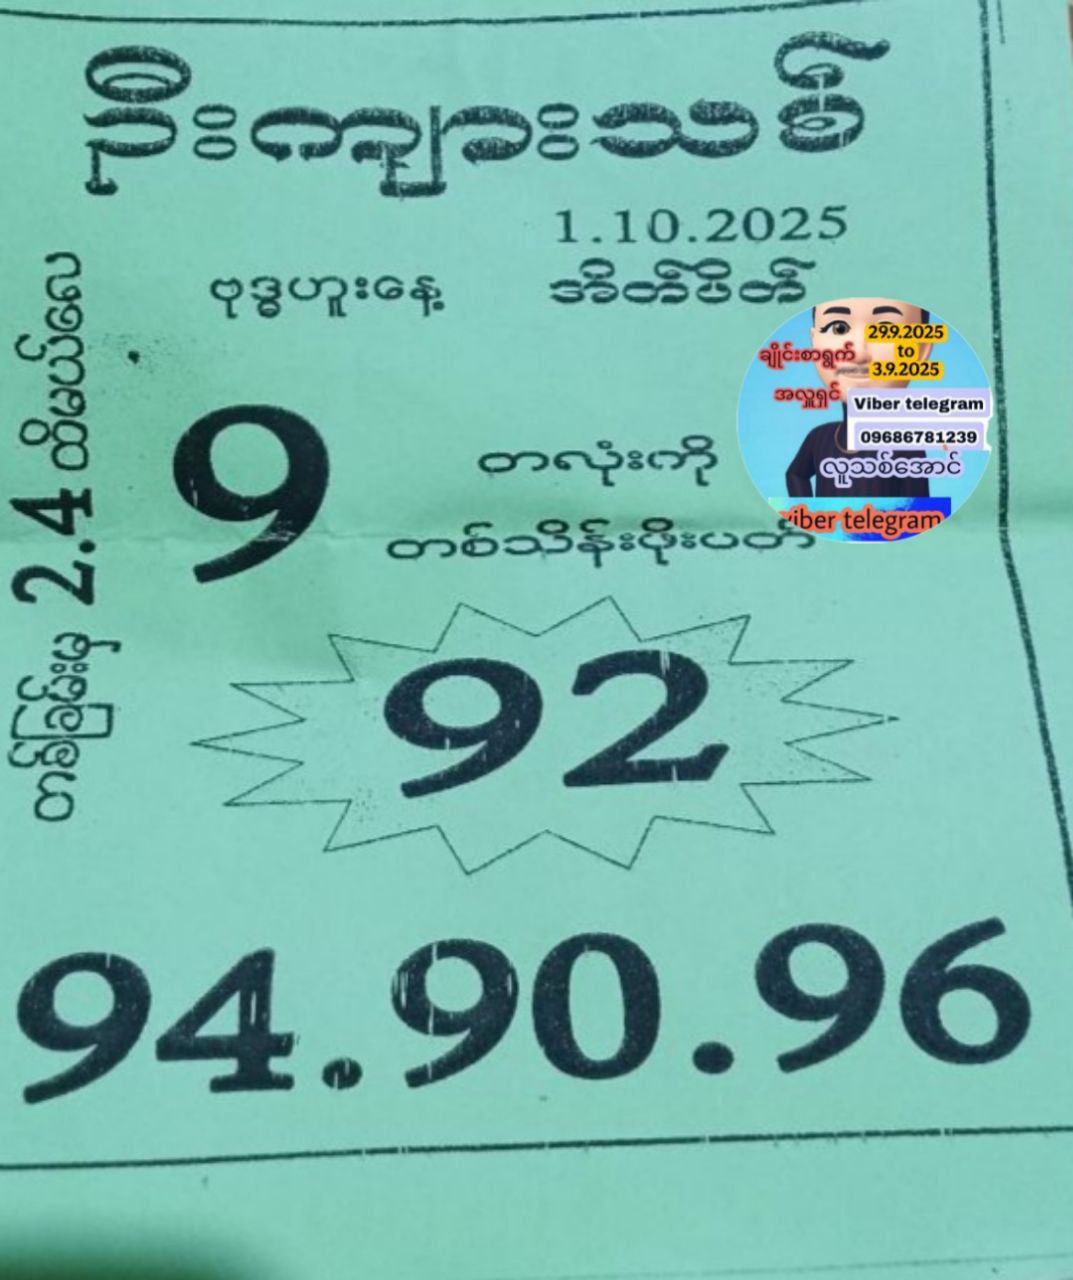 ဦးကျားသစ်
1.10.2025
ဗုဒ္ဓဟူးနေ့ အိတ်ပိတ်
တစ်ခြမ်းမှ 2.4 ထိမယ်လေ
29.9.2025
to
3.9.2025
ချိုင်းစာရွက်
အလှူရှင်
Viber telegram
09686781239
လူသစ်အောင်
viber telegram
9 တလုံးကို
တစ်သိန်းဖိုးပတ်
92
94.90.96